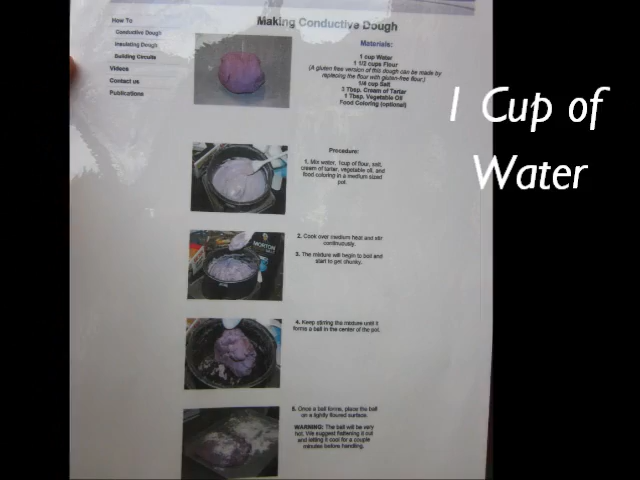 Making Conductive Dough
How To
Conductive Dough
Insulating Dough
Building Circuits
Videos
Contact us
Publications
Materials:
1 cup Water
1 1/2 cups Flour
(A gluten free version of this dough can be made by
replacing the flour with gluten-free flour.)
1/4 cup Salt
3 Tbsp. Cream of Tartar
1 Tbsp. Vegetable Oil
Food Coloring (optional)
1 Cup of
Water
Procedure:
1. Mix water, 1cup of flour, salt,
cream of tartar, vegetable oil, and
food coloring in a medium sized
pot.
MORTON
2. Cook over medium heat and stir
continuously.
3. The mixture will begin to boil and
start to get chunky.
4. Keep stirring the mixture until it
forms a ball in the center of the pot.
5. Once a ball forms, place the ball
on a lightly floured surface.
WARNING: The ball will be very
hot. We suggest flattening it out
and letting it cool for a couple
minutes before handling.